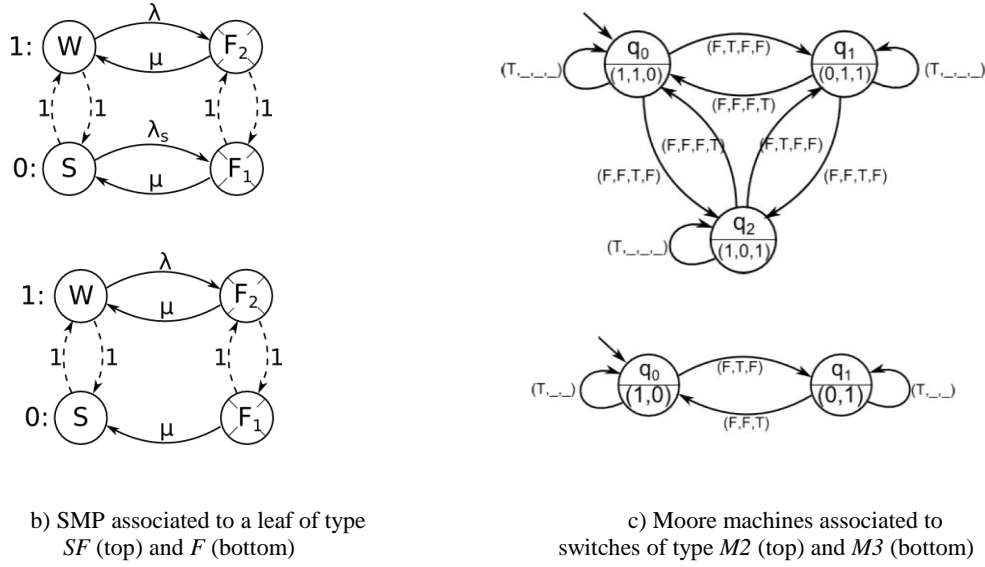 1: W λ F2
μ
1 1 1 1
λs
0: S μ F1
λ
1: W μ F2
1 1 1 1
0: S μ F1
b) SMP associated to a leaf of type
SF (top) and F (bottom)
q0 (F,T,F,F) q1
(T,_,_,_) (1,1,0) (0,1,1) (T,_,_,_)
(F,F,F,T)
(F,F,F,T) (F,T,F,F)
(F,F,T,F) (F,F,T,F)
q2
(T,_,_,_) (1,0,1)
q0 (F,T,F) q1
(T,_,_) (1,0) (0,1) (T,_,_)
(F,F,T)
c) Moore machines associated to
switches of type M2 (top) and M3 (bottom)